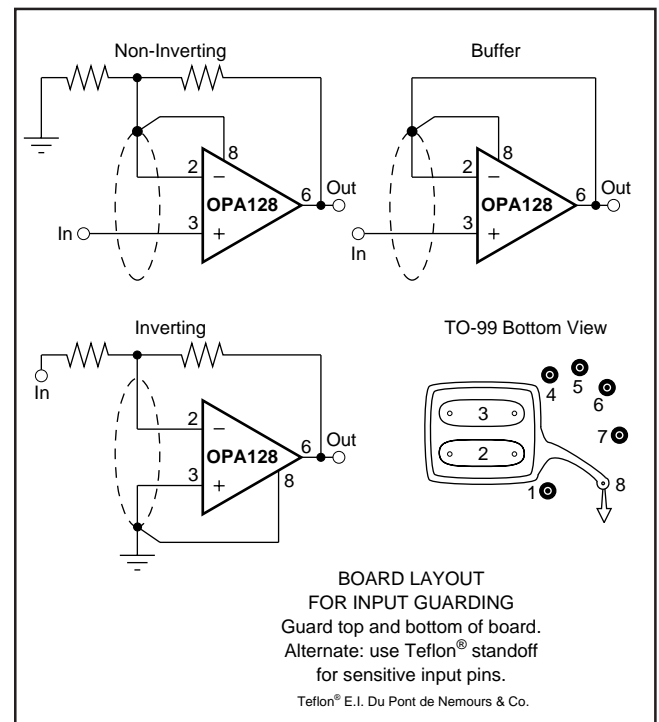 Non-Inverting
8
2
−
OPA128
6
Out
In
3
+
Buffer
8
2
−
OPA128
6
Out
In
3
+
Inverting
In
2
−
OPA128
6
Out
3
+
8
TO-99 Bottom View
4
5
6
3
7
2
8
1
BOARD LAYOUT
FOR INPUT GUARDING
Guard top and bottom of board.
Alternate: use Teflon® standoff
for sensitive input pins.
Teflon® E.I. Du Pont de Nemours & Co.